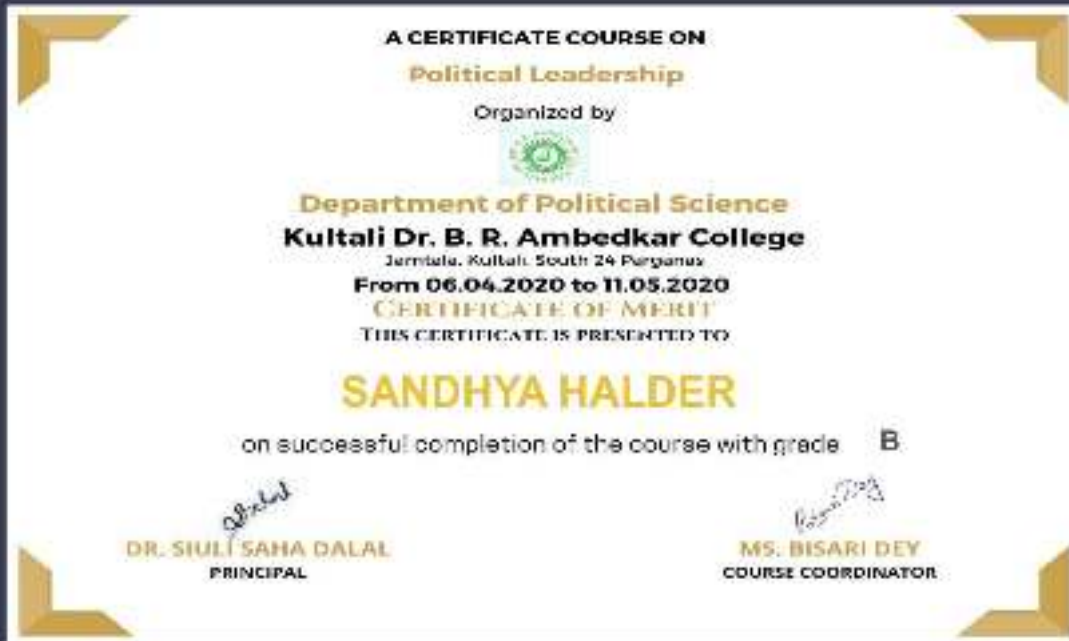 A CERTIFICATE COURSE ON
Political Leadership
Organized by
Department of Political Science
Kultali Dr. B. R. Ambedkar College
Jamtala, Kultali, South 24 Parganas
From 06.04.2020 to 11.05.2020
CERTIFICATE OF MERIT
THIS CERTIFICATE IS PRESENTED TO
SANDHYA HALDER
on successful completion of the course with grade B
DR. SIULI SAHA DALAL
PRINCIPAL
MS. BISARI DEY
COURSE COORDINATOR